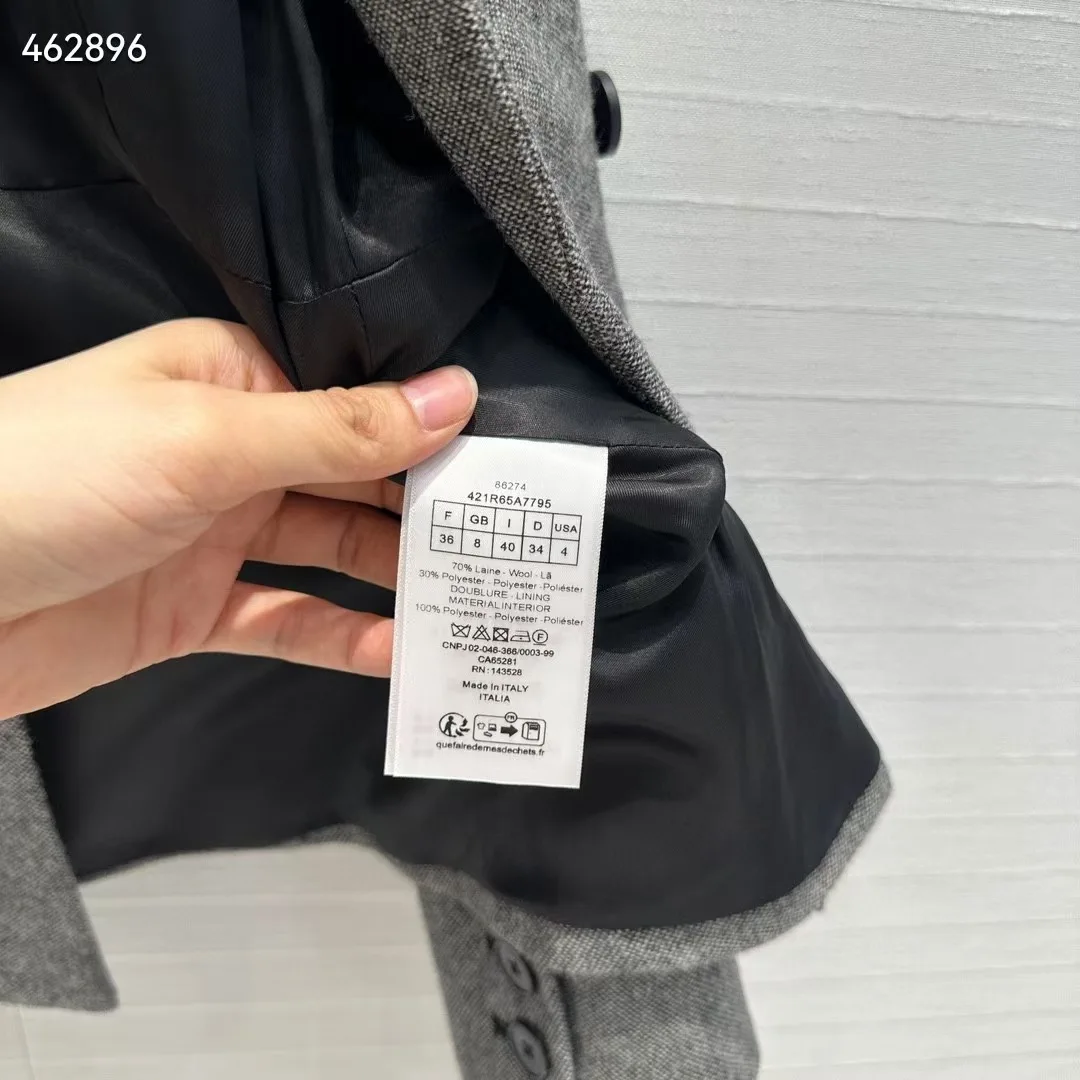 462896
86274
421R65A7795
F GB I D USA
36 8 40 34 4
70% Laine - Wool - Lã
30% Polyester - Polyester - Poliéster
DOUBLURE - LINING
MATERIAL INTERIOR
100% Polyester - Polyester - Poliéster
F
CNPJ 02-046-366/0003-99
CA65281
RN : 143528
Made in ITALY
ITALIA
FR
quefairedemesdechets.fr